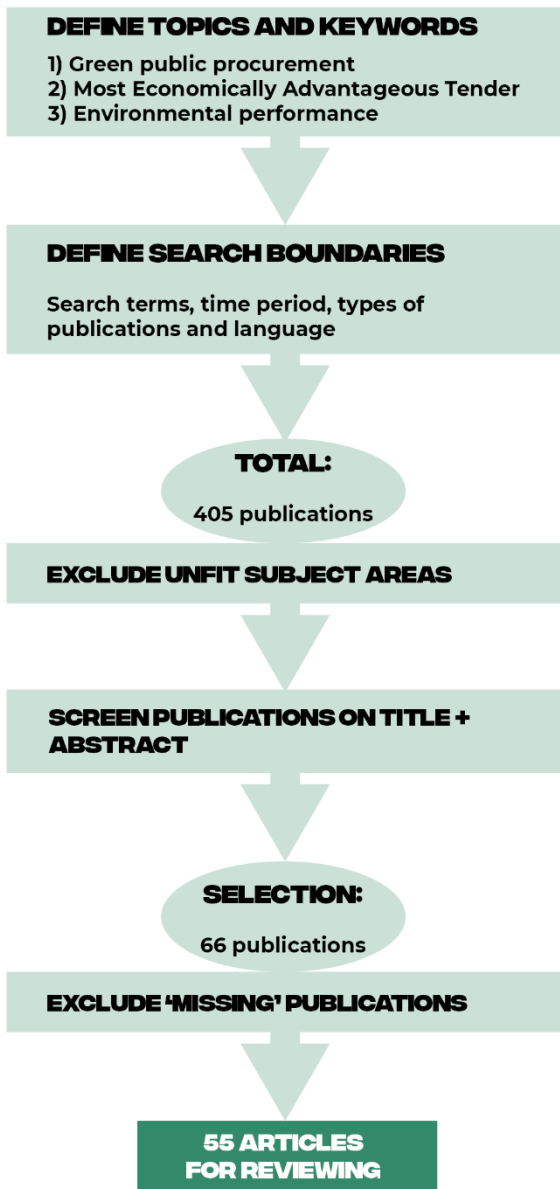 DEFINE TOPICS AND KEYWORDS
1) Green public procurement
2) Most Economically Advantageous Tender
3) Environmental performance
DEFINE SEARCH BOUNDARIES
Search terms, time period, types of
publications and language
TOTAL:
405 publications
EXCLUDE UNFIT SUBJECT AREAS
SCREEN PUBLICATIONS ON TITLE +
ABSTRACT
SELECTION:
66 publications
EXCLUDE ‘MISSING’ PUBLICATIONS
55 ARTICLES
FOR REVIEWING